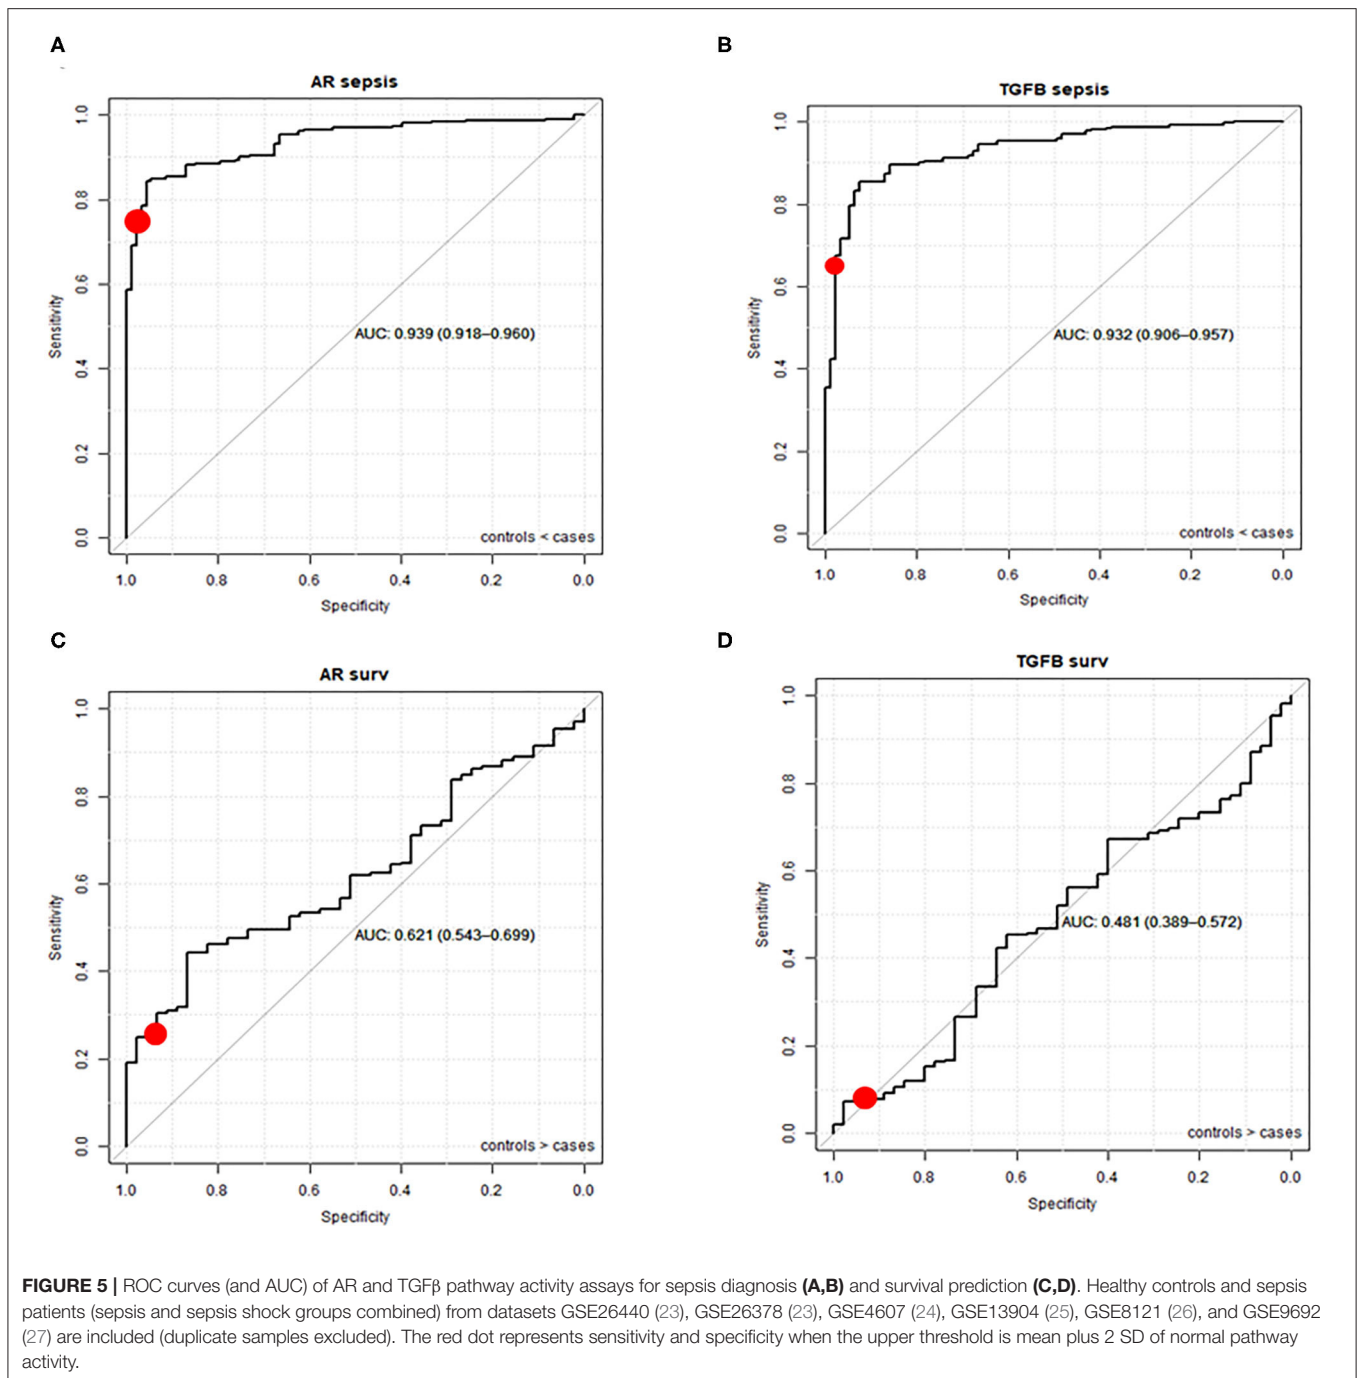 A
AR sepsis
1.0
0.8
0.6
0.4
0.2
0.0
Sensitivity
AUC: 0.939 (0.918–0.960)
controls < cases
1.0 0.8 0.6 0.4 0.2 0.0
Specificity
B
TGFB sepsis
1.0
0.8
0.6
0.4
0.2
0.0
Sensitivity
AUC: 0.932 (0.906–0.957)
controls < cases
1.0 0.8 0.6 0.4 0.2 0.0
Specificity
C
AR surv
1.0
0.8
0.6
0.4
0.2
0.0
Sensitivity
AUC: 0.621 (0.543–0.699)
controls > cases
1.0 0.8 0.6 0.4 0.2 0.0
Specificity
D
TGFB surv
1.0
0.8
0.6
0.4
0.2
0.0
Sensitivity
AUC: 0.481 (0.389–0.572)
controls > cases
1.0 0.8 0.6 0.4 0.2 0.0
Specificity
FIGURE 5 | ROC curves (and AUC) of AR and TGFβ pathway activity assays for sepsis diagnosis (A,B) and survival prediction (C,D). Healthy controls and sepsis
patients (sepsis and sepsis shock groups combined) from datasets GSE26440 (23), GSE26378 (23), GSE4607 (24), GSE13904 (25), GSE8121 (26), and GSE9692
(27) are included (duplicate samples excluded). The red dot represents sensitivity and specificity when the upper threshold is mean plus 2 SD of normal pathway
activity.